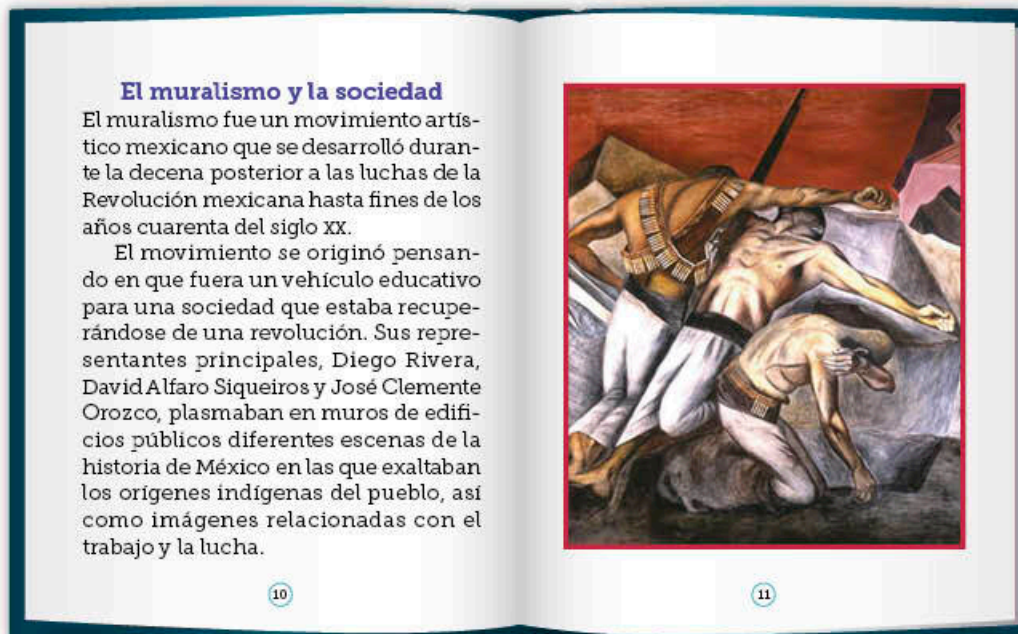 El muralismo y la sociedad
El muralismo fue un movimiento artís-
tico mexicano que se desarrolló duran-
te la decena posterior a las luchas de la
Revolución mexicana hasta fines de los
años cuarenta del siglo XX.
El movimiento se originó pensan-
do en que fuera un vehículo educativo
para una sociedad que estaba recupe-
rándose de una revolución. Sus repre-
sentantes principales, Diego Rivera,
David Alfaro Siqueiros y José Clemente
Orozco, plasmaban en muros de edifi-
cios públicos diferentes escenas de la
historia de México en las que exaltaban
los orígenes indígenas del pueblo, así
como imágenes relacionadas con el
trabajo y la lucha.
10
11